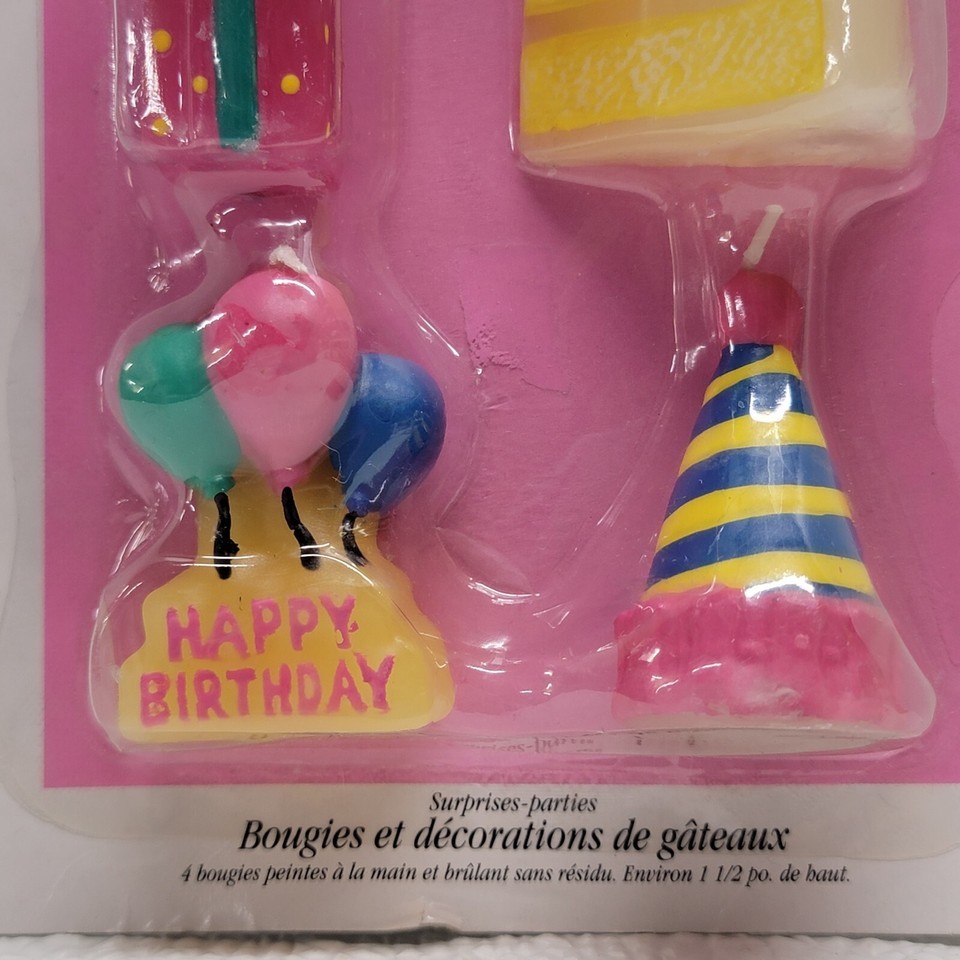 HAPPY
BIRTHDAY
Surprises-parties
Bougies et décorations de gâteaux
4 bougies peintes à la main et brûlant sans résidu. Environ 1 1/2 po. de haut.